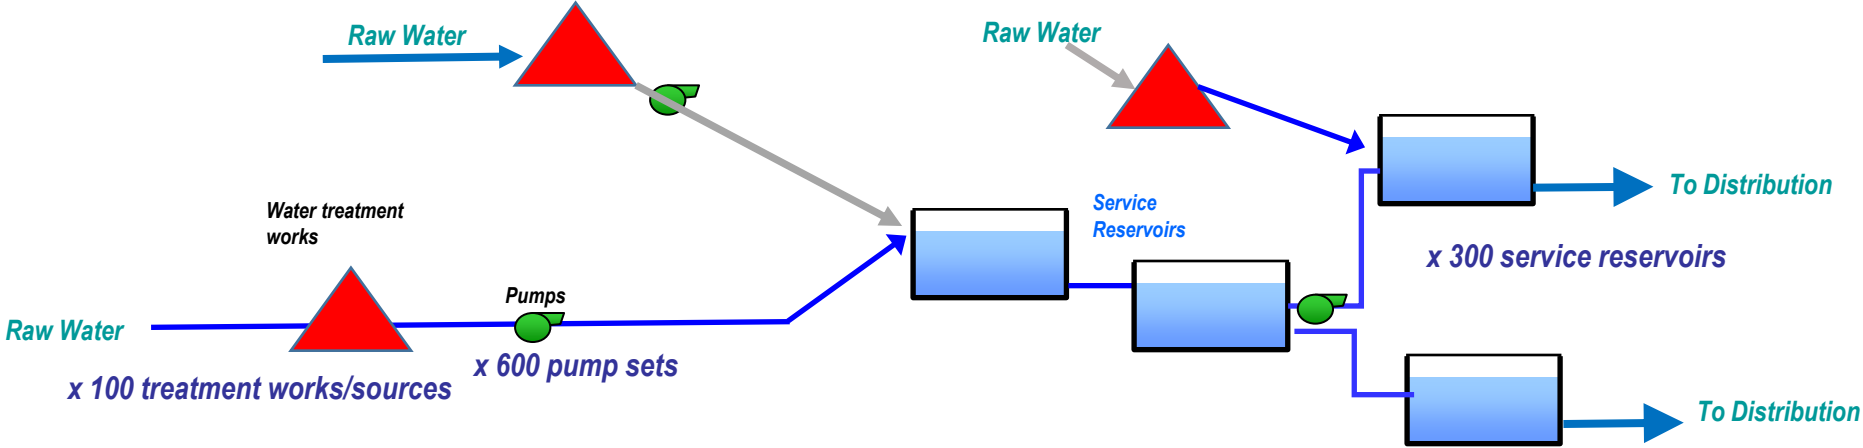 Raw Water
Raw Water
To Distribution
Water treatment
works
Service
Reservoirs
x 300 service reservoirs
Pumps
Raw Water
x 600 pump sets
x 100 treatment works/sources
To Distribution